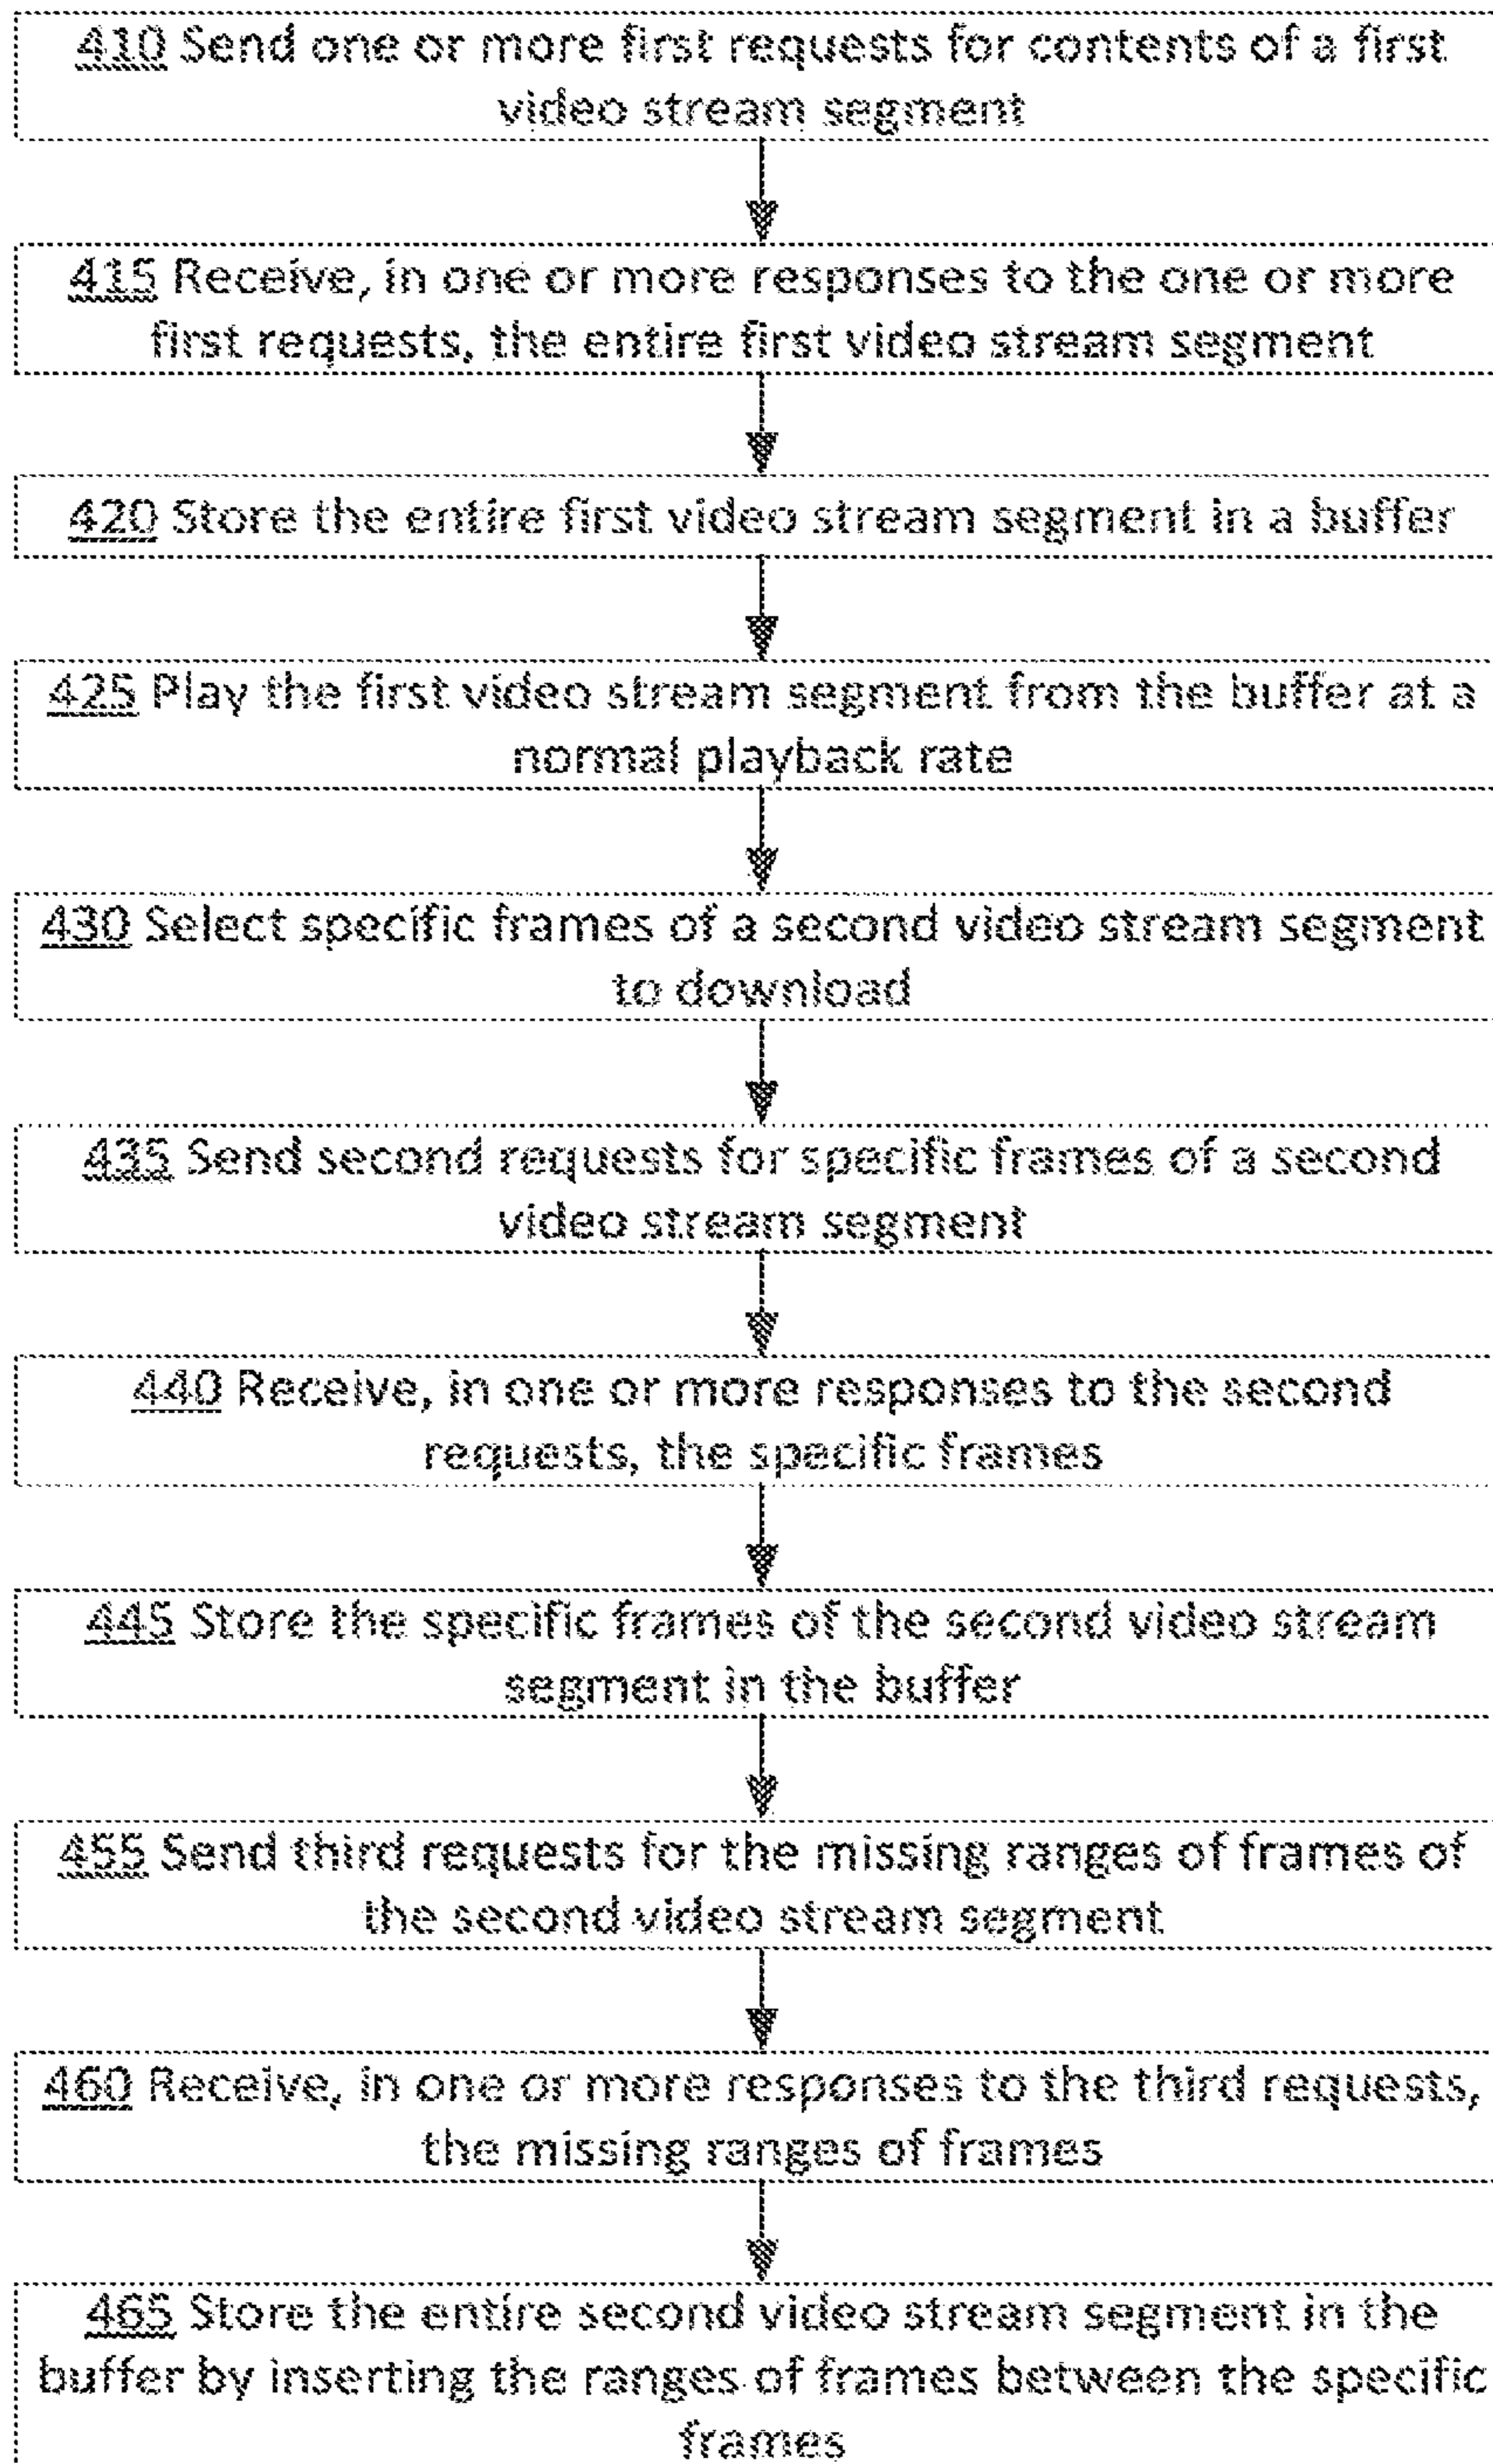 410 Send one or more first requests for contents of a first
video stream segment
415 Receive, in one or more responses to the one or more
first requests, the entire first video stream segment
420 Store the entire first video stream segment in a buffer
425 Play the first video stream segment from the buffer at a
normal playback rate
430 Select specific frames of a second video stream segment
to download
435 Send second requests for specific frames of a second
video stream segment
440 Receive, in one or more responses to the second
requests, the specific frames
445 Store the specific frames of the second video stream
segment in the buffer
455 Send third requests for the missing ranges of frames of
the second video stream segment
460 Receive, in one or more responses to the third requests,
the missing ranges of frames
465 Store the entire second video stream segment in the
buffer by inserting the ranges of frames between the specific
frames